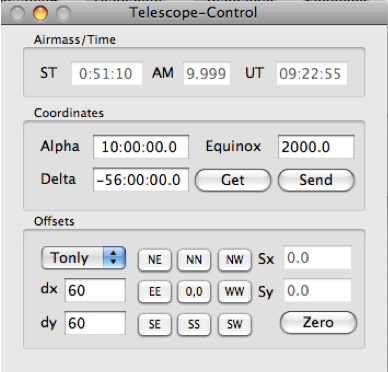 Telescope-Control
Airmass/Time
ST 0:51:10 AM 9.999 UT 09:22:55
Coordinates
Alpha 10:00:00.0 Equinox 2000.0
Delta -56:00:00.0 Get Send
Offsets
Tonly NE NN NW Sx 0.0
dx 60 EE 0,0 WW Sy 0.0
dy 60 SE SS SW Zero